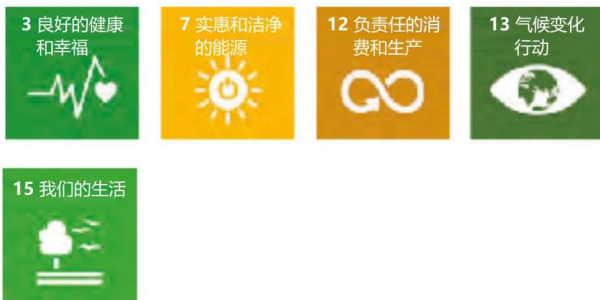 3 良好的健康
和幸福
7 实惠和洁净
的能源
12 负责任的消
费和生产
13 气候变化
行动
15 我们的生活